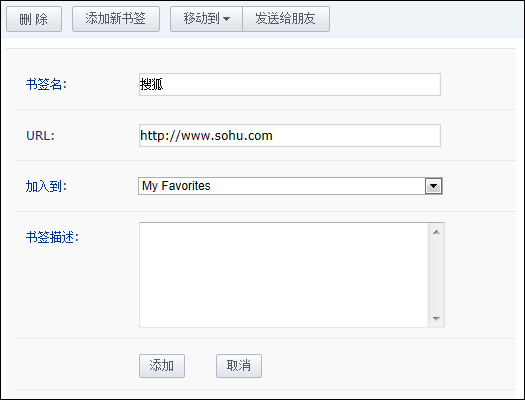 删 除 添加新书签 移动到 发送给朋友
书签名: 搜狐
URL: http://www.sohu.com
加入到: My Favorites
书签描述:
添加 取消